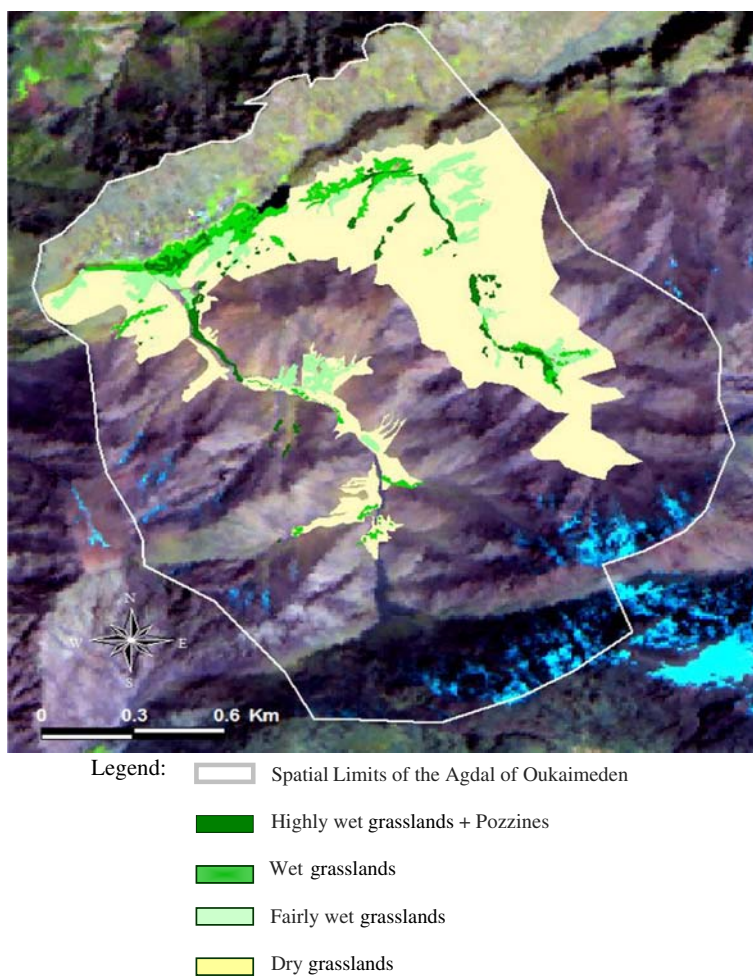 N
W E
S
0 0.3 0.6 Km
Legend:
Spatial Limits of the Agdal of Oukaimeden
Highly wet grasslands + Pozzines
Wet grasslands
Fairly wet grasslands
Dry grasslands